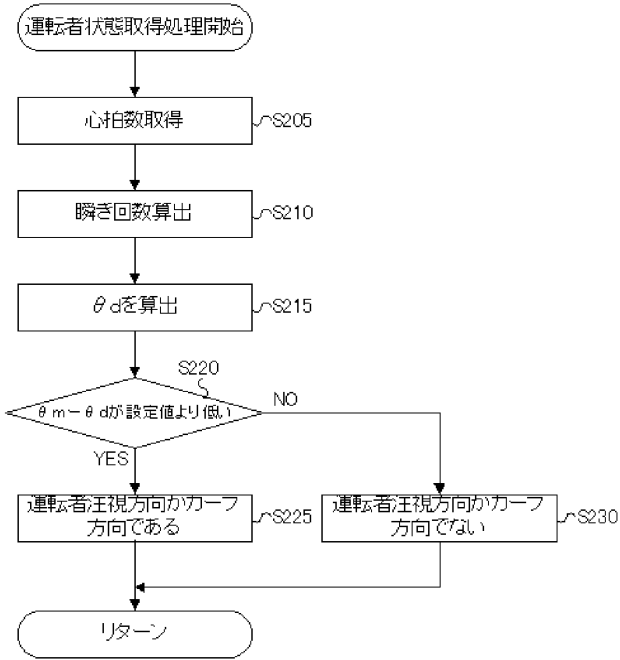 運転者状態取得処理開始
心拍数取得
S205
瞬き回数算出
S210
θdを算出
S215
S220
θm-θdが設定値より低い
NO
YES
運転者注視方向がカーブ
方向である
S225
運転者注視方向がカーブ
方向でない
S230
リターン